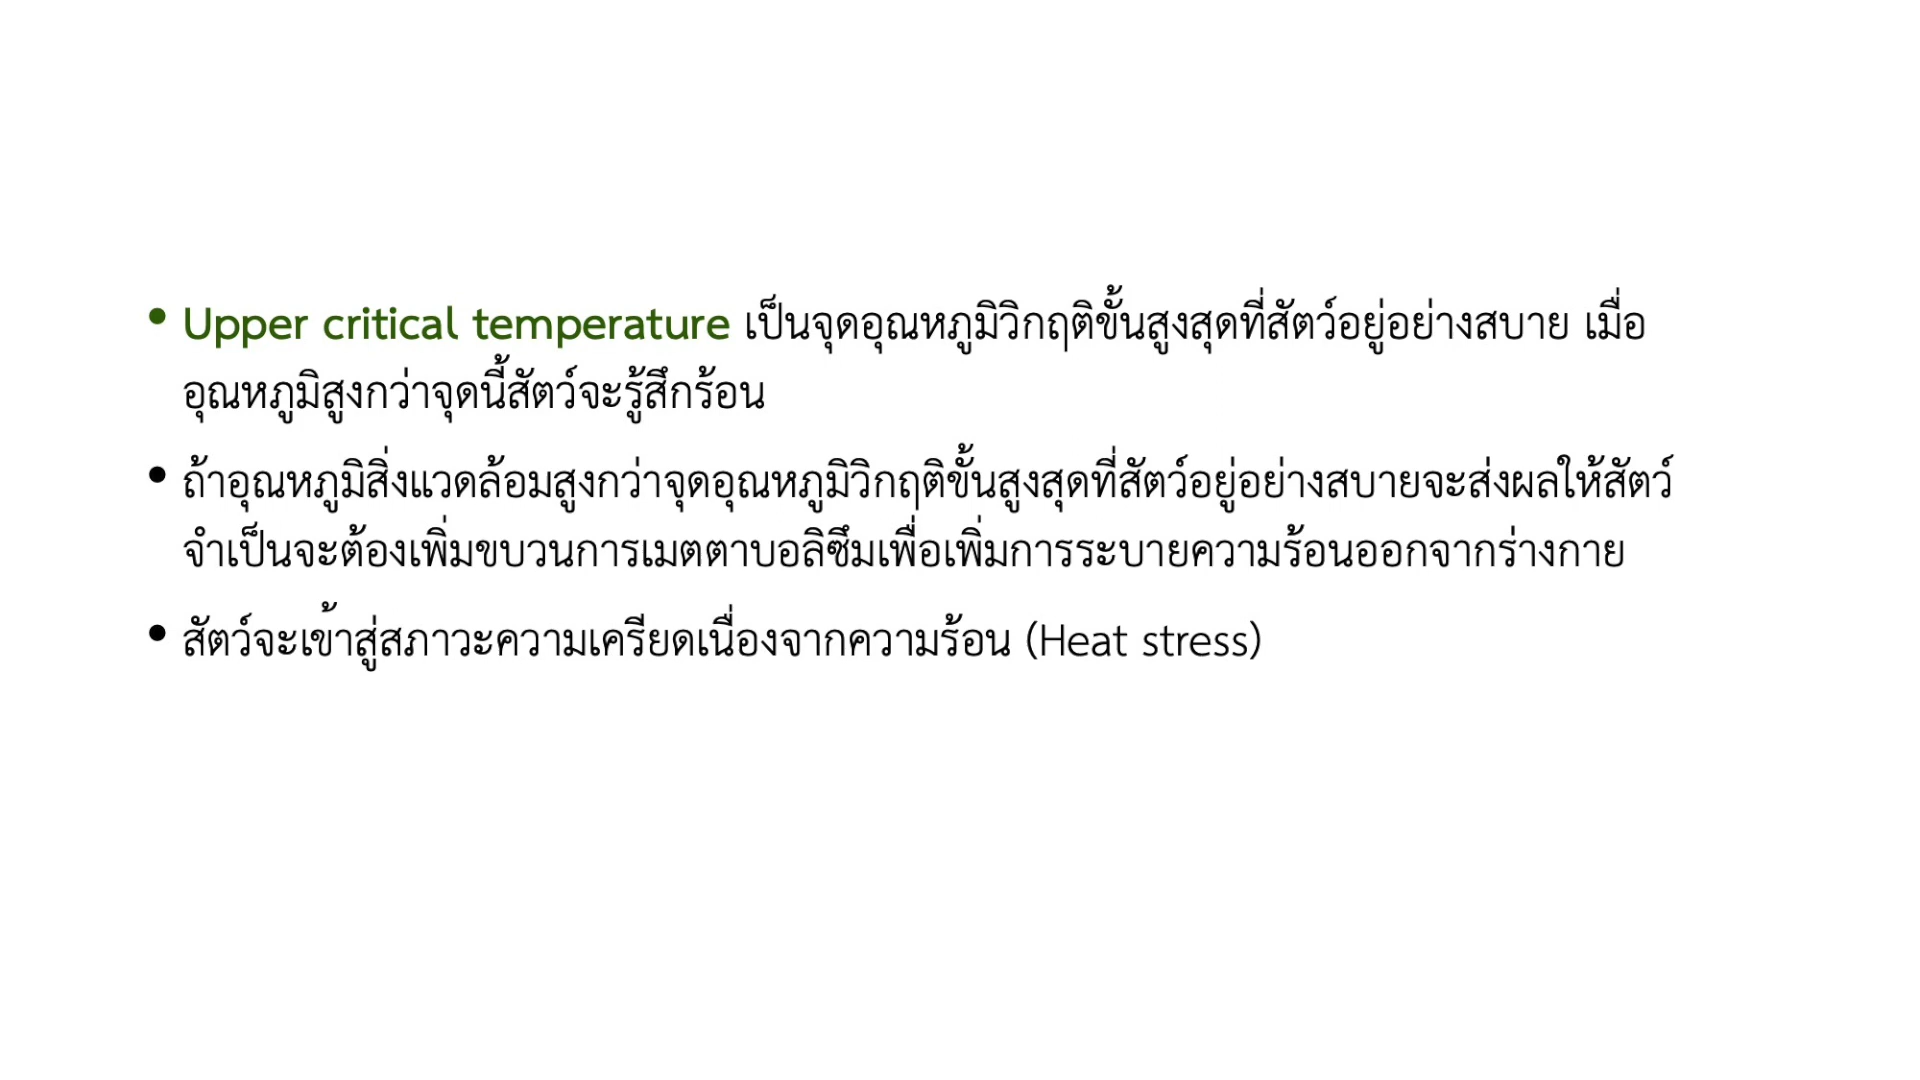 • Upper critical temperature เป็นจุดอุณหภูมิวิกฤติขั้นสูงสุดที่สัตว์อยู่อย่างสบาย เมื่อ
อุณหภูมิสูงกว่าจุดนี้สัตว์จะรู้สึกร้อน
• ถ้าอุณหภูมิสิ่งแวดล้อมสูงกว่าจุดอุณหภูมิวิกฤติขั้นสูงสุดที่สัตว์อยู่อย่างสบายจะส่งผลให้สัตว์
จำเป็นจะต้องเพิ่มขบวนการเมตตาบอลิซึมเพื่อเพิ่มการระบายความร้อนออกจากร่างกาย
• สัตว์จะเข้าสู่สภาวะความเครียดเนื่องจากความร้อน (Heat stress)